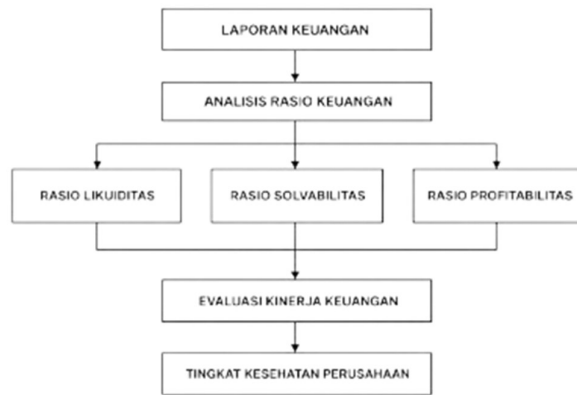 LAPORAN KEUANGAN
ANALISIS RASIO KEUANGAN
RASIO LIKUIDITAS
RASIO SOLVABILITAS
RASIO PROFITABILITAS
EVALUASI KINERJA KEUANGAN
TINGKAT KESEHATAN PERUSAHAAN